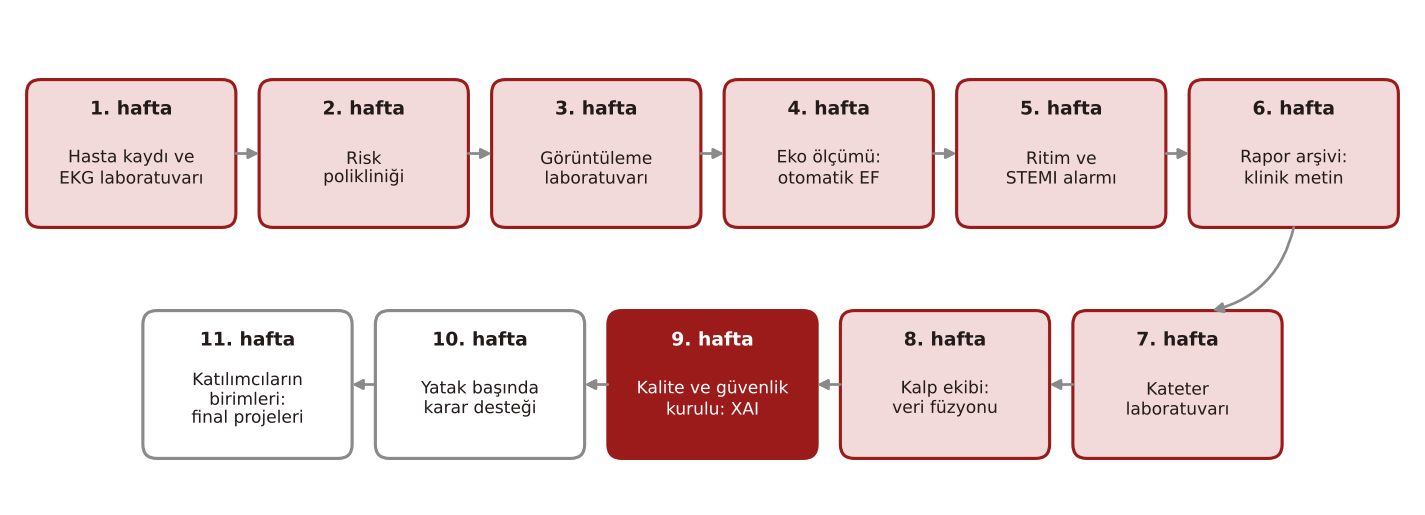 1. hafta
Hasta kaydı ve
EKG laboratuvarı
2. hafta
Risk
polikliniği
3. hafta
Görüntüleme
laboratuvarı
4. hafta
Eko ölçümü:
otomatik EF
5. hafta
Ritim ve
STEMI alarmı
6. hafta
Rapor arşivi:
klinik metin
7. hafta
Kateter
laboratuvarı
8. hafta
Kalp ekibi:
veri füzyonu
9. hafta
Kalite ve güvenlik
kurulu: XAI
10. hafta
Yatak başında
karar desteği
11. hafta
Katılımcıların
birimleri:
final projeleri